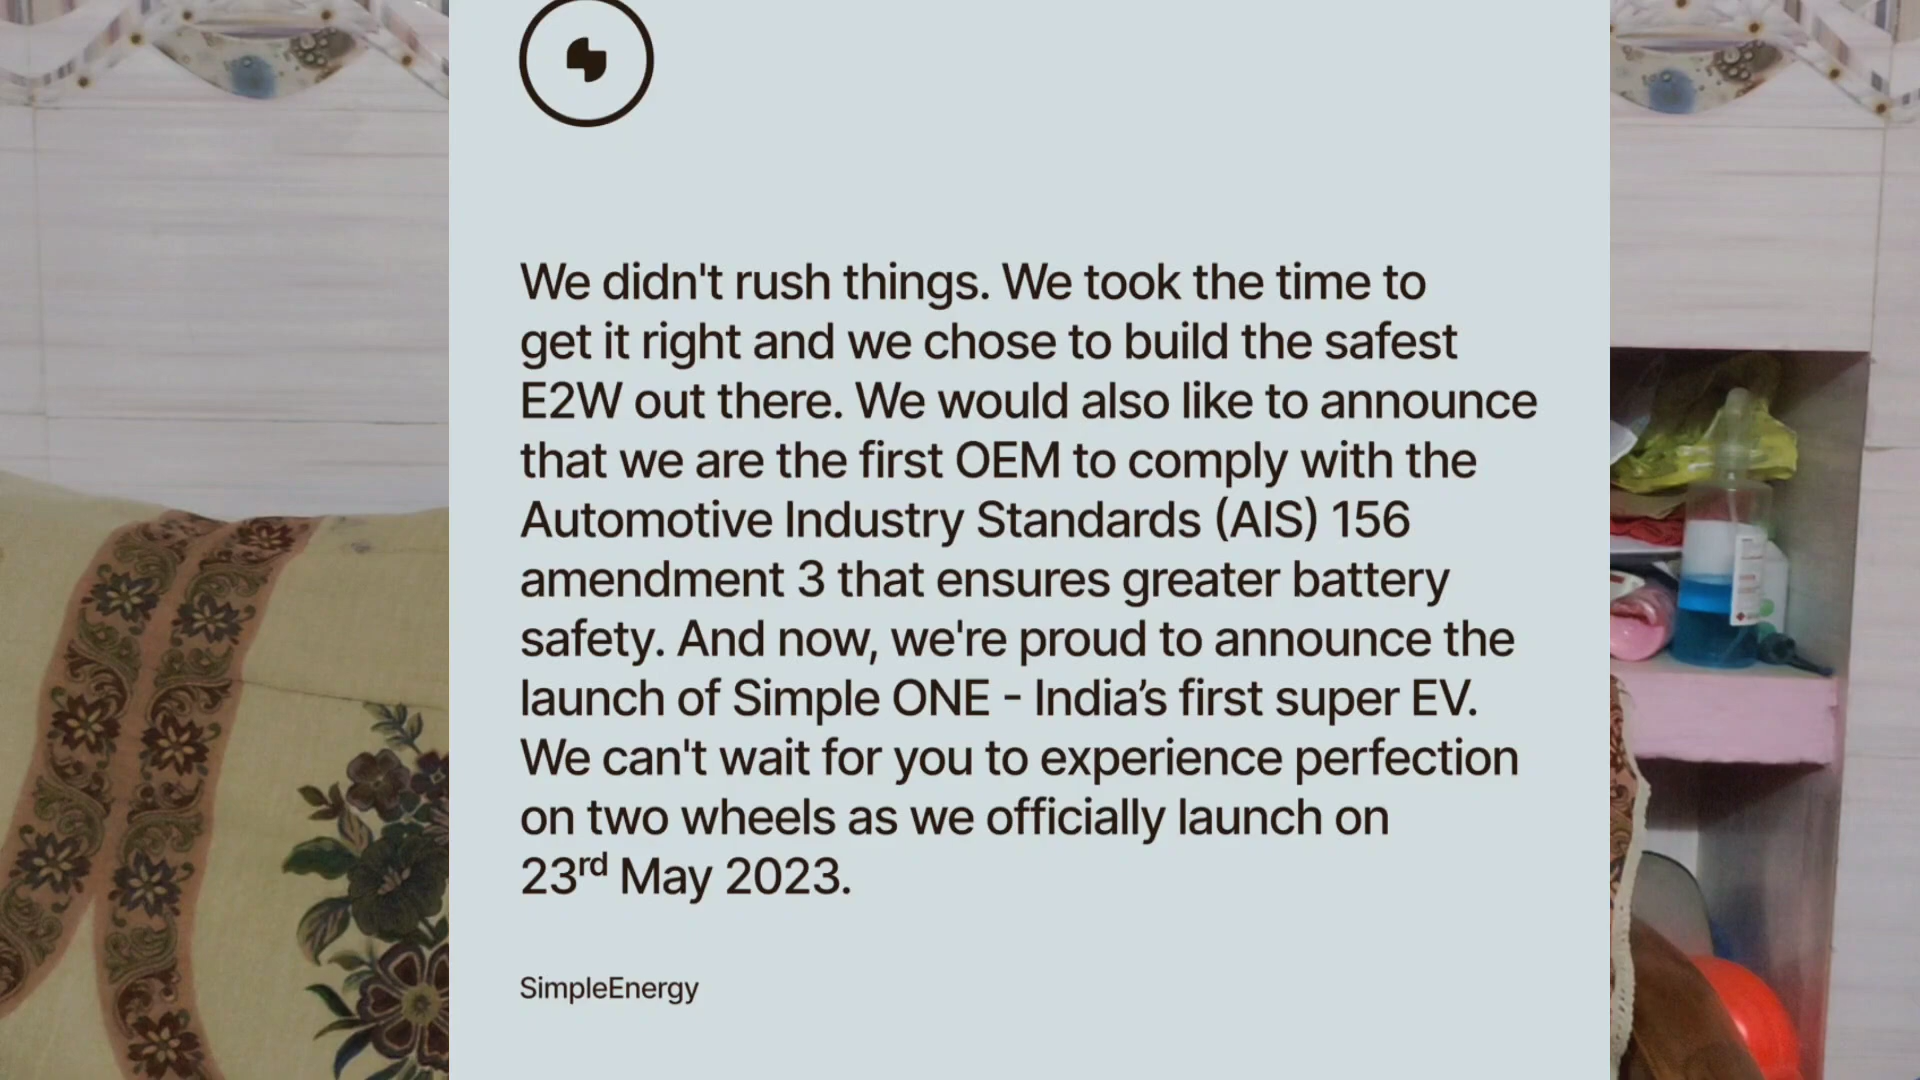 We didn't rush things. We took the time to
get it right and we chose to build the safest
E2W out there. We would also like to announce
that we are the first OEM to comply with the
Automotive Industry Standards (AIS) 156
amendment 3 that ensures greater battery
safety. And now, we're proud to announce the
launch of Simple ONE - India’s first super EV.
We can't wait for you to experience perfection
on two wheels as we officially launch on
23rd May 2023.
SimpleEnergy